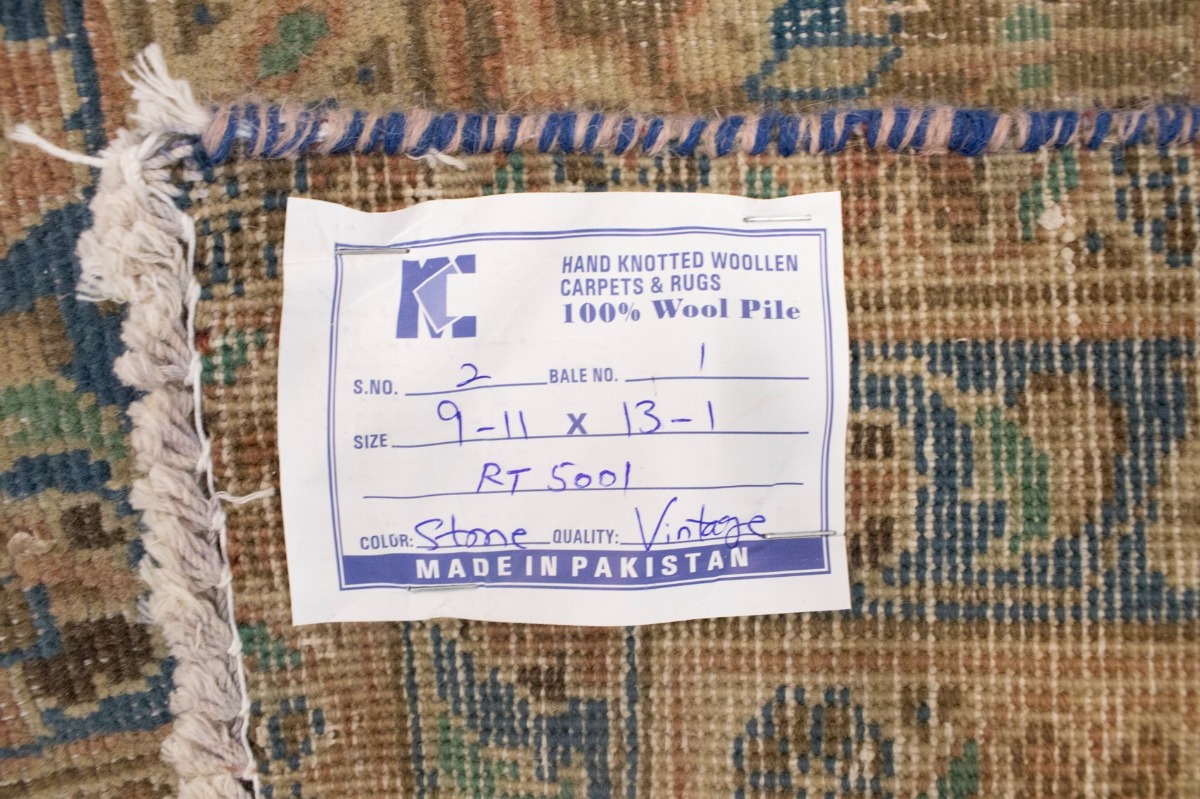 KC
HAND KNOTTED WOOLLEN
CARPETS & RUGS
100% Wool Pile
S.NO. 2 BALE NO. 1
SIZE 9-11 X 13-1
RT 5001
COLOR: Stone QUALITY: Vintage
MADE IN PAKISTAN